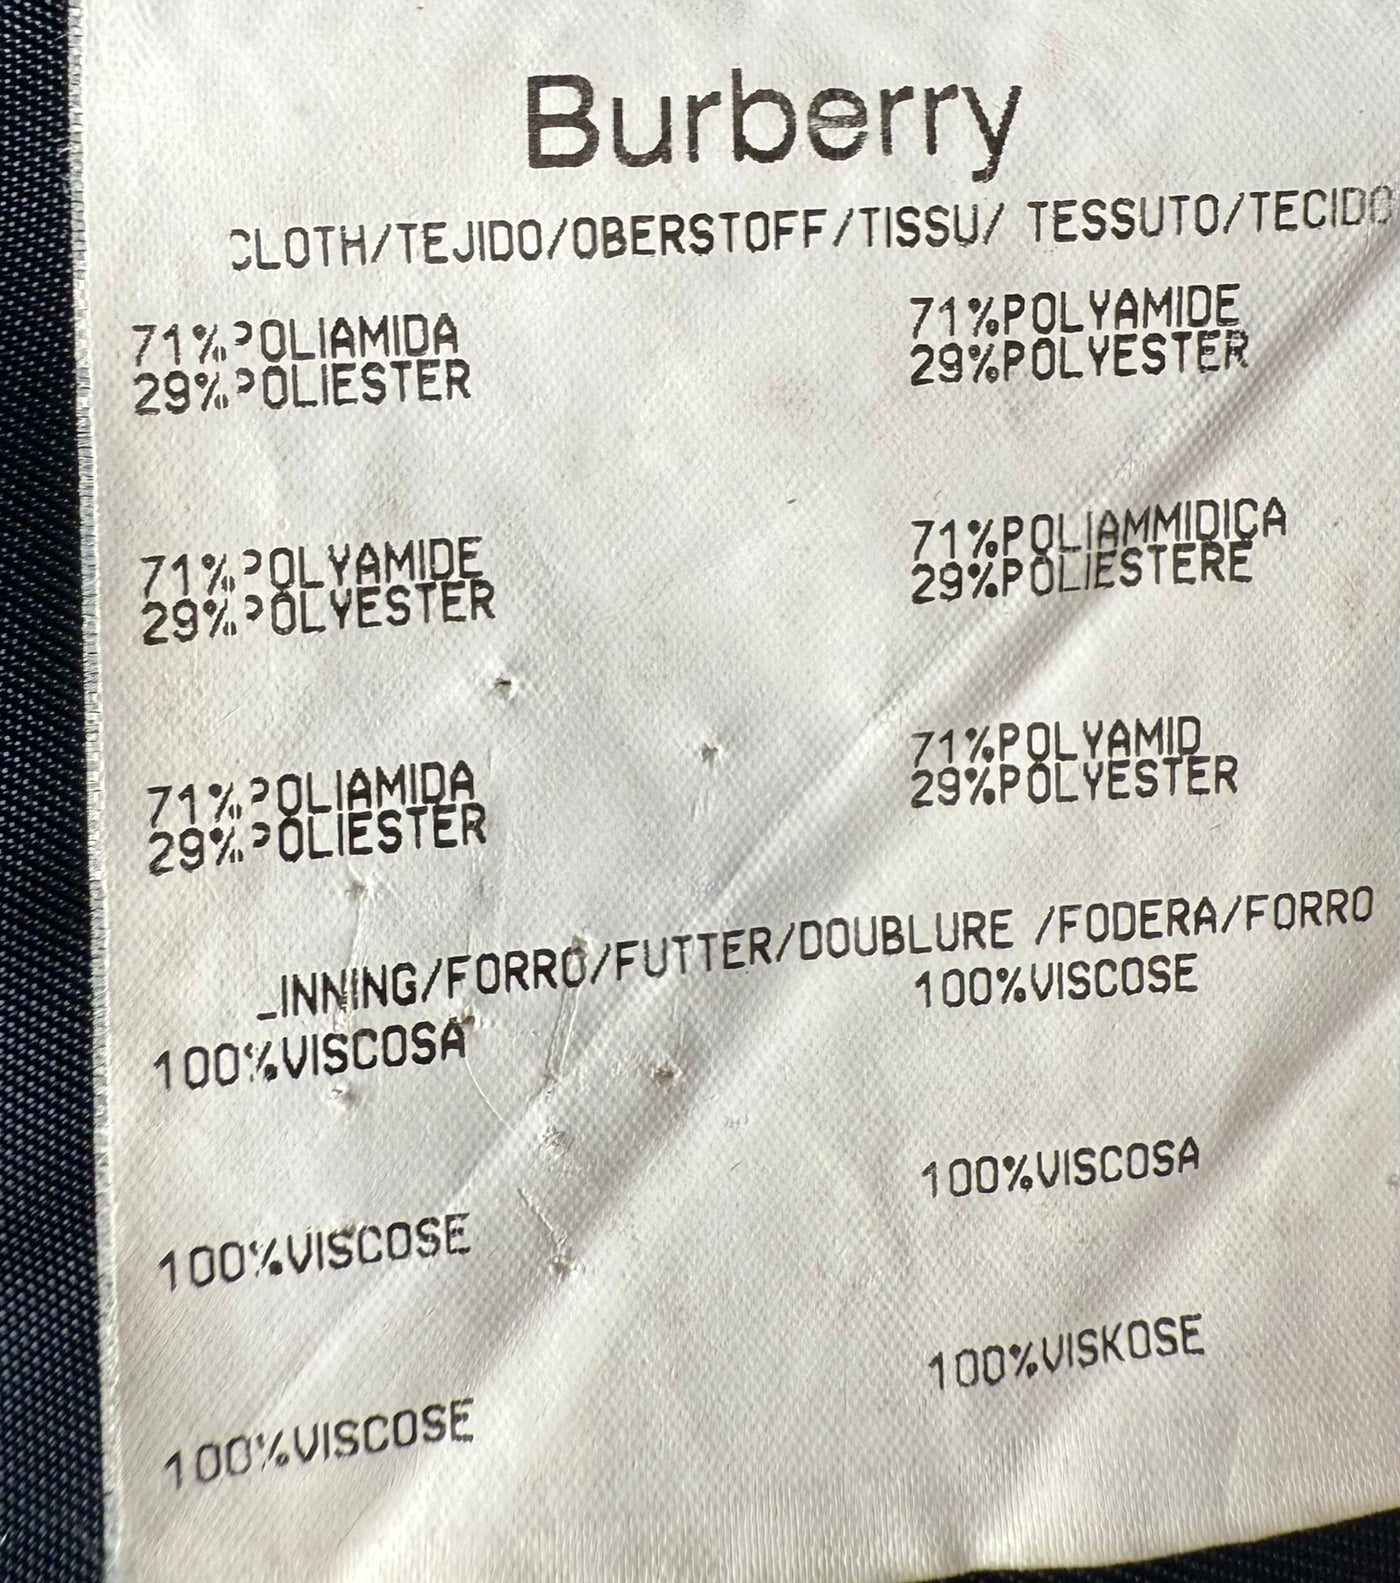 Burberry
CLOTH/TEJIDO/OBERSTOFF/TISSU/ TESSUTO/TECIDO
71%POLIAMIDA
29%POLIESTER
71%POLYAMIDE
29%POLYESTER
71%POLYAMIDE
29%POLYESTER
71%POLIAMMIDICA
29%POLIESTERE
71%POLIAMIDA
29%POLIESTER
71%POLYAMID
29%POLYESTER
LINNING/FORRO/FUTTER/DOUBLURE /FODERA/FORRO
100%VISCOSA
100%VISCOSE
100%VISCOSE
100%VISCOSA
100%VISCOSE
100%VISKOSE